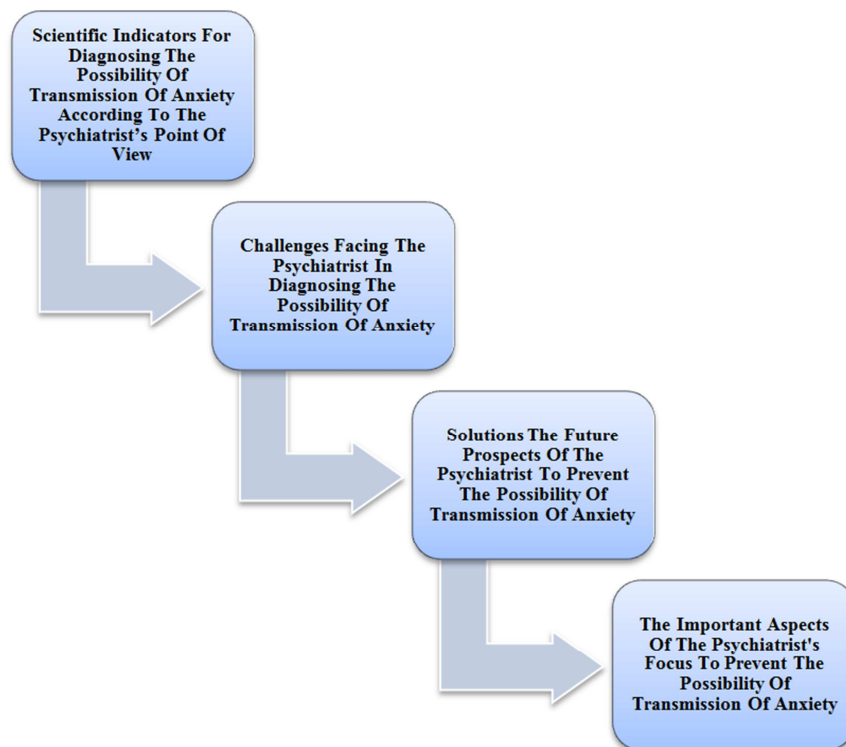 Scientific Indicators For
Diagnosing The
Possibility Of
Transmission Of Anxiety
According To The
Psychiatrist's Point Of
View
Challenges Facing The
Psychiatrist In
Diagnosing The
Possibility Of
Transmission Of Anxiety
Solutions The Future
Prospects Of The
Psychiatrist To Prevent
The Possibility Of
Transmission Of Anxiety
The Important Aspects
Of The Psychiatrist's
Focus To Prevent The
Possibility Of
Transmission Of Anxiety